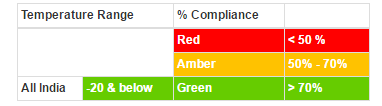 Temperature Range % Compliance
Red < 50 %
Amber 50% - 70%
All India -20 & below Green > 70%